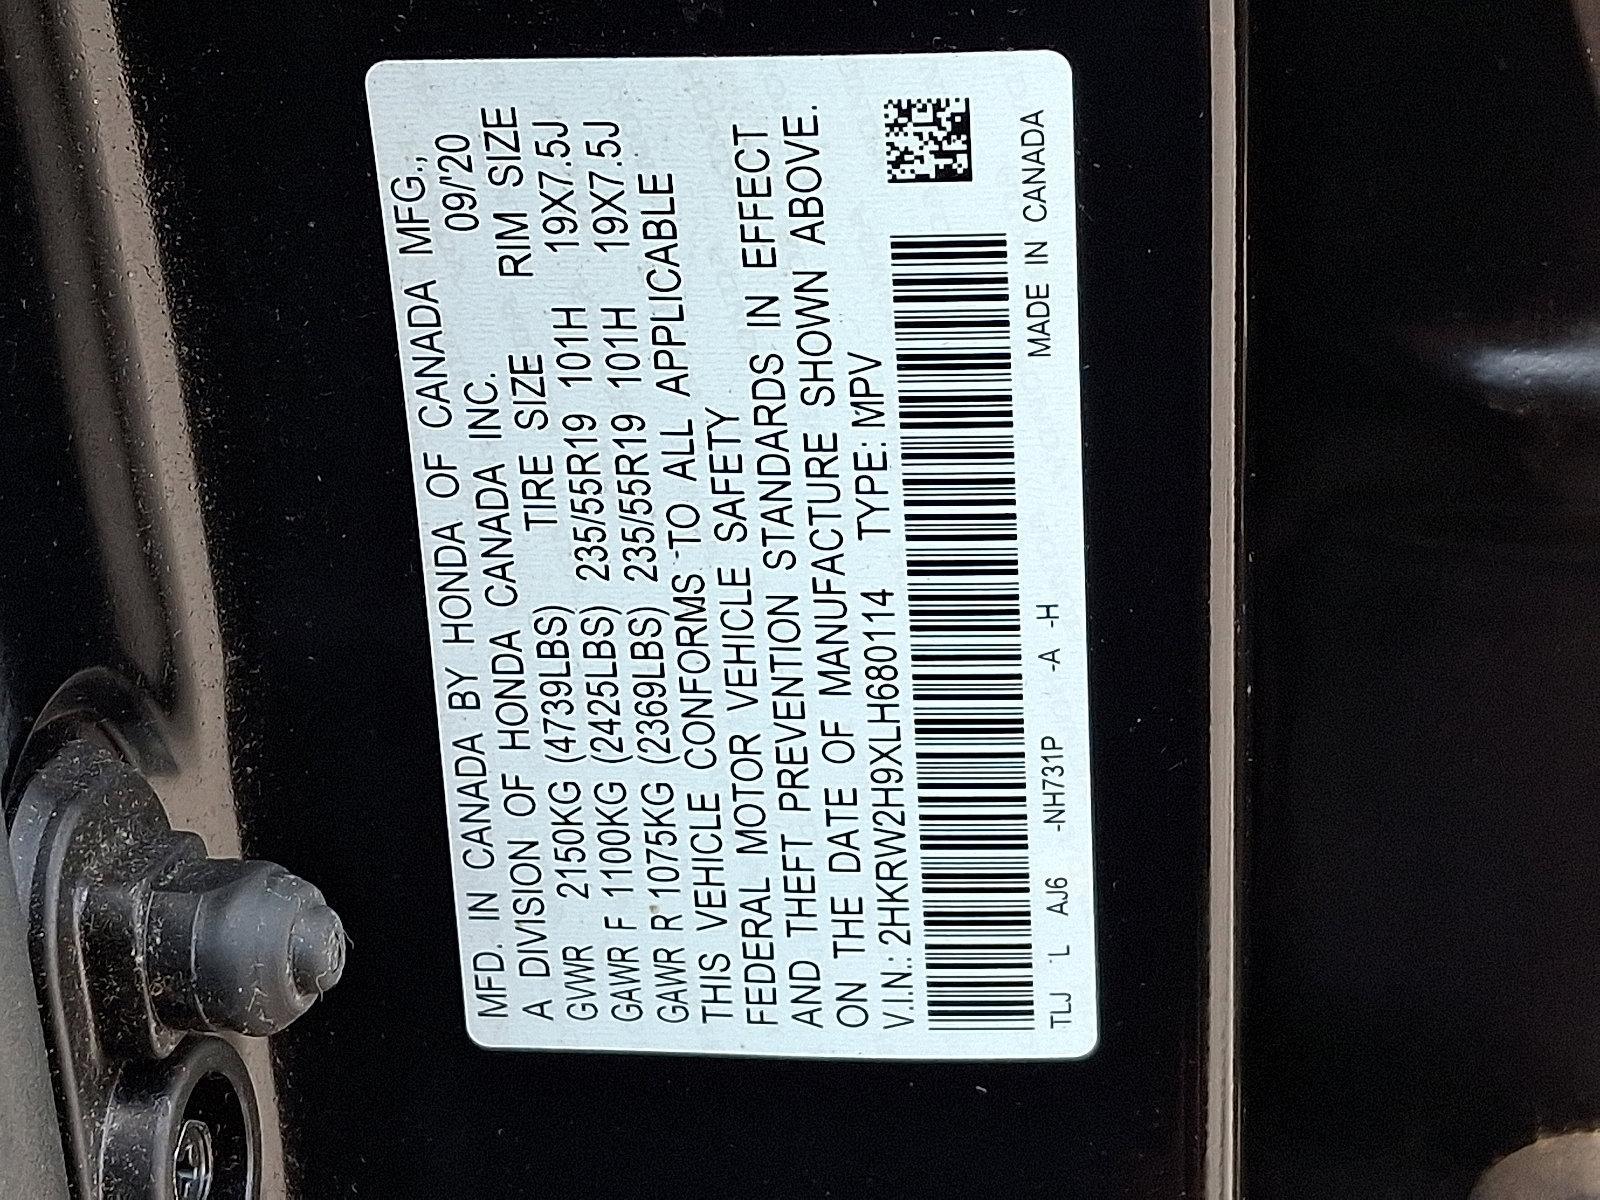 MFD. IN CANADA BY HONDA OF CANADA MFG.,
A DIVISION OF HONDA CANADA INC. 09/'20
TIRE SIZE RIM SIZE
GVWR 2150KG (4739LBS) 235/55R19 101H 19X7.5J
GAWR F 1100KG (2425LBS) 235/55R19 101H 19X7.5J
GAWR R 1075KG (2369LBS)
THIS VEHICLE CONFORMS TO ALL APPLICABLE
FEDERAL MOTOR VEHICLE SAFETY
AND THEFT PREVENTION STANDARDS IN EFFECT
ON THE DATE OF MANUFACTURE SHOWN ABOVE.
V.I.N.: 2HKRW2H9XLH680114 TYPE: MPV
TLJ L AJ6 -NH731P -A -H MADE IN CANADA